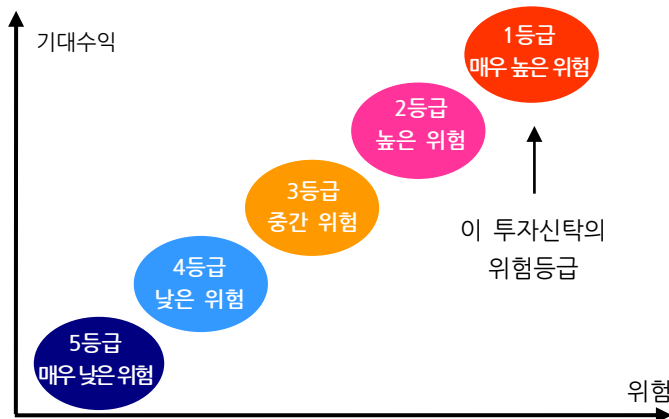 기대수익
1등급
매우 높은 위험
2등급
높은 위험
3등급
중간 위험
이 투자신탁의
위험등급
4등급
낮은 위험
5등급
매우 낮은 위험
위험